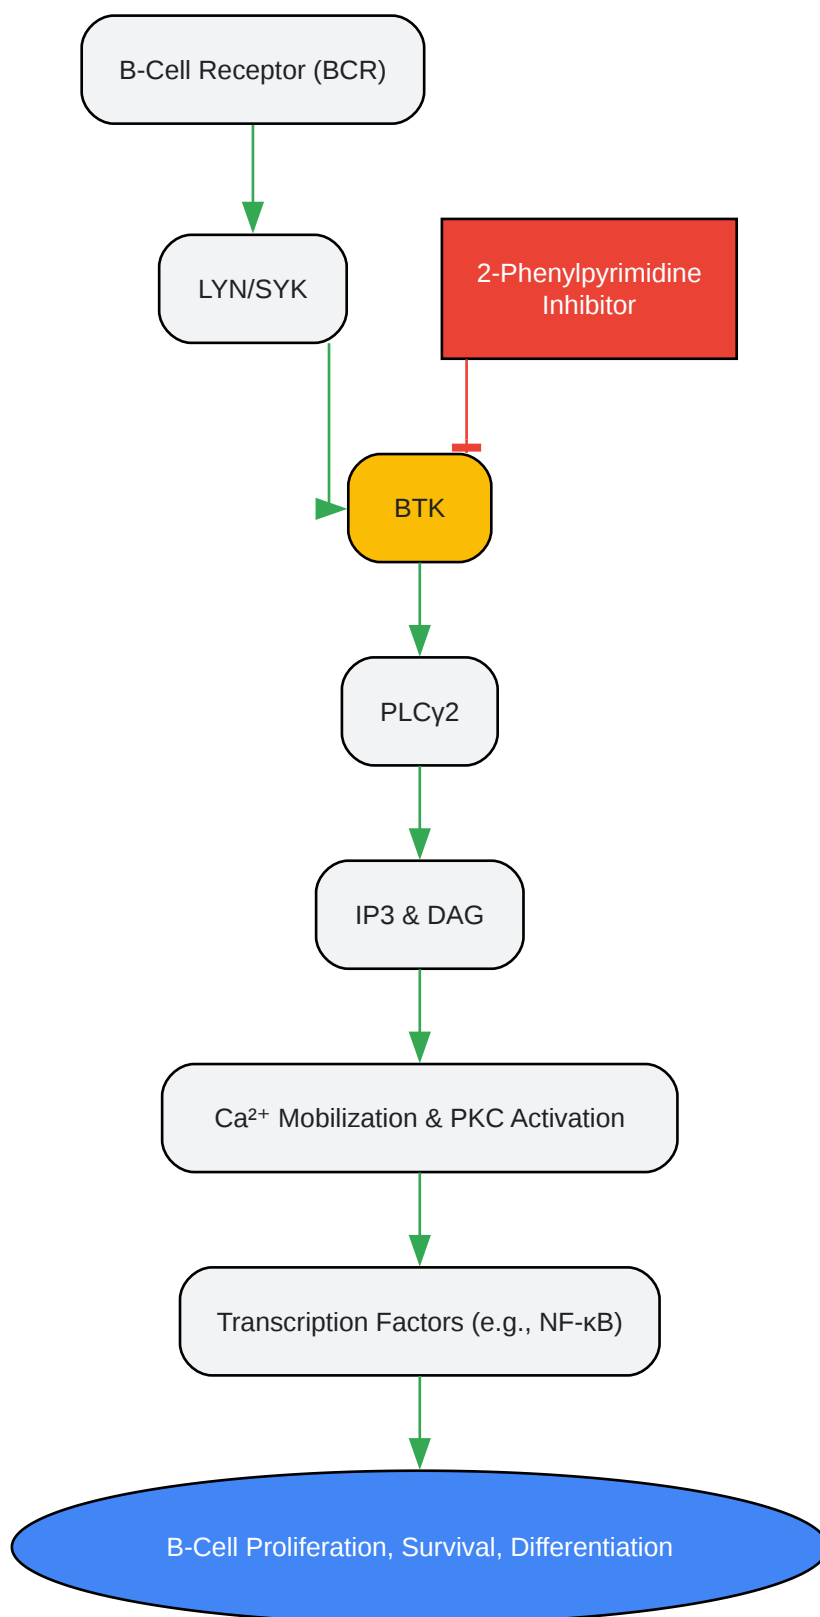 B-Cell Receptor (BCR)
LYN/SYK
2-Phenylpyrimidine
Inhibitor
BTK
PLCγ2
IP3 & DAG
Ca²⁺ Mobilization & PKC Activation
Transcription Factors (e.g., NF-κB)
B-Cell Proliferation, Survival, Differentiation